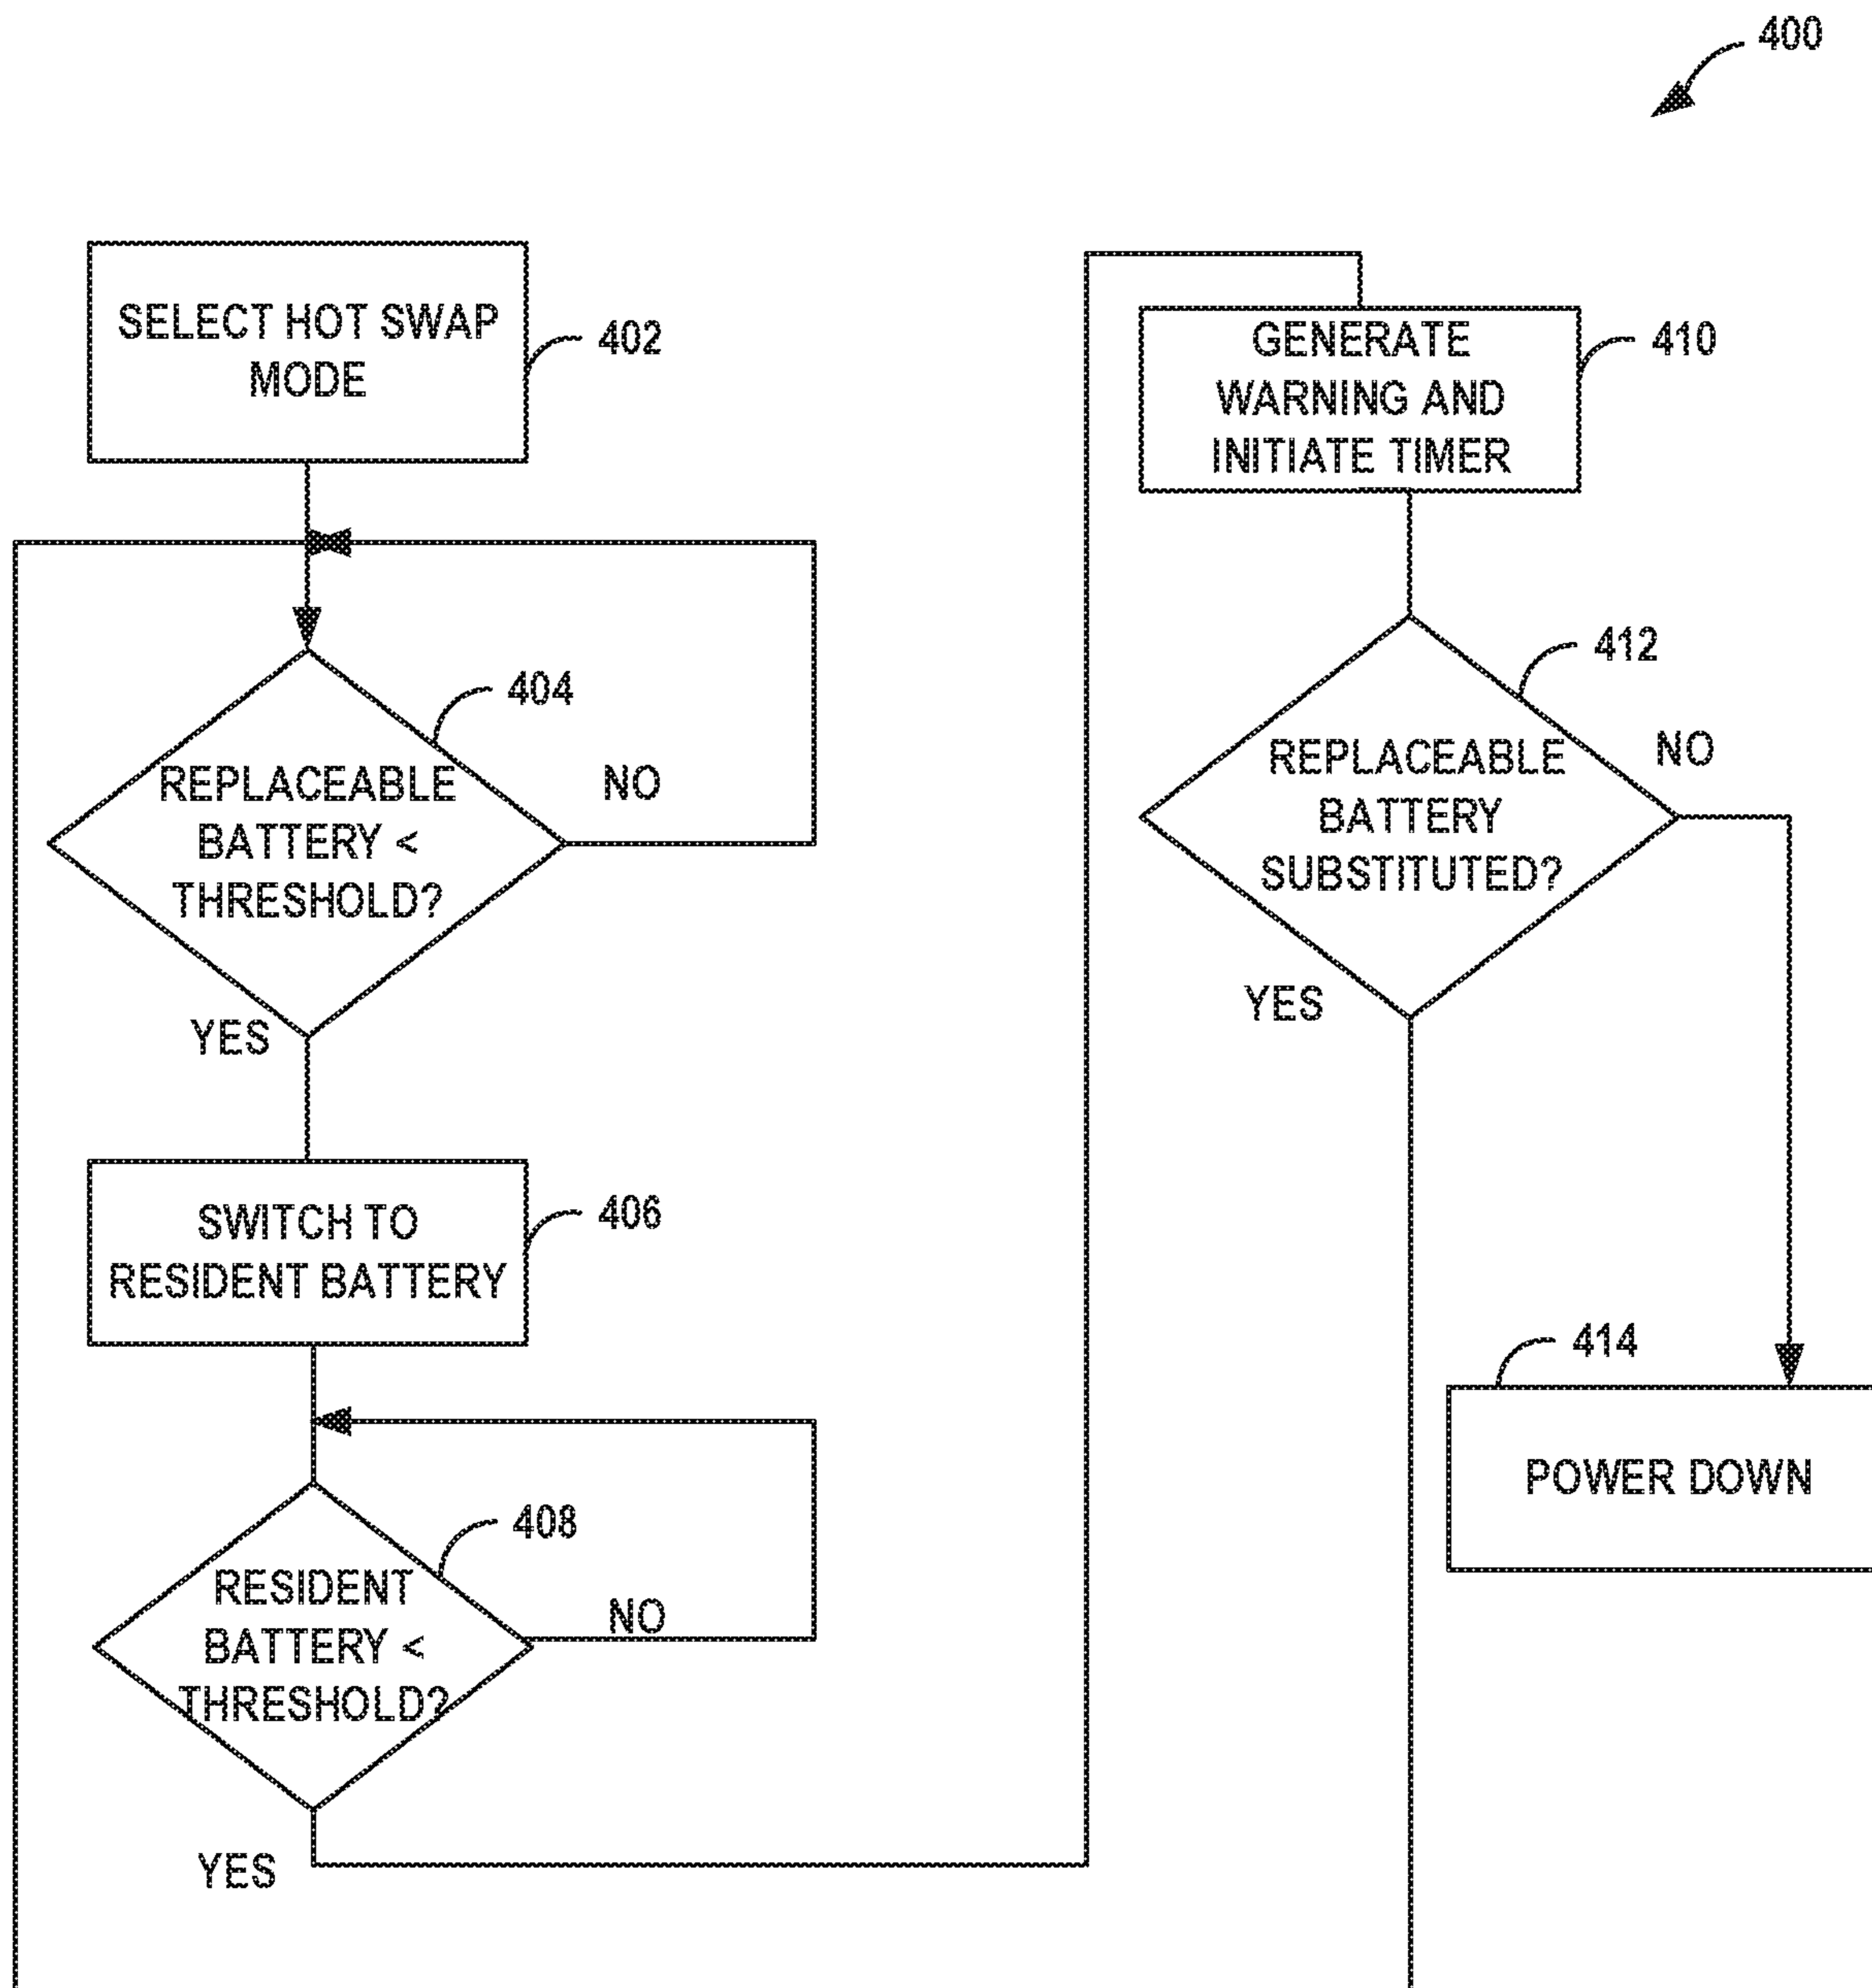 400
SELECT HOT SWAP
MODE
402
404
REPLACEABLE
BATTERY <
THRESHOLD?
NO
YES
SWITCH TO
RESIDENT BATTERY
406
408
RESIDENT
BATTERY <
THRESHOLD?
NO
YES
GENERATE
WARNING AND
INITIATE TIMER
410
412
REPLACEABLE
BATTERY
SUBSTITUTED?
NO
YES
414
POWER DOWN